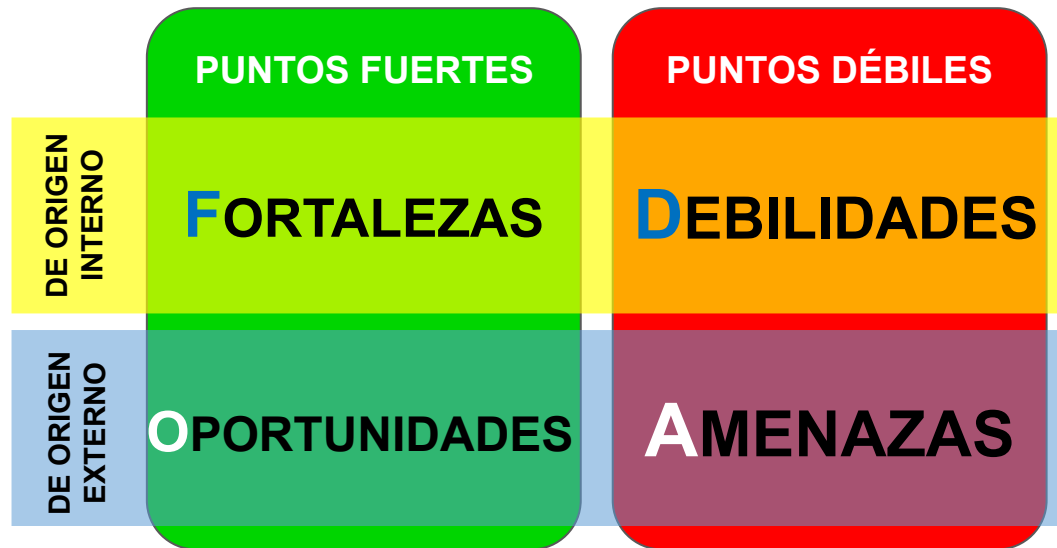 PUNTOS FUERTES
PUNTOS DÉBILES
DE ORIGEN
INTERNO
FORTALEZAS
DEBILIDADES
DE ORIGEN
EXTERNO
OPORTUNIDADES
AMENAZAS